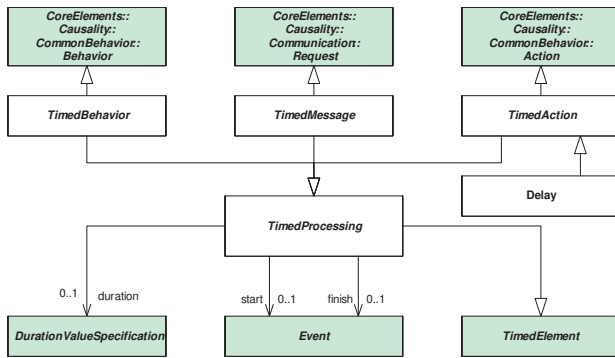 CoreElements::
Causality::
CommonBehavior::
Behavior
CoreElements::
Causality::
Communication::
Request
CoreElements::
Causality::
CommonBehavior::
Action
TimedBehavior
TimedMessage
TimedAction
Delay
TimedProcessing
0..1 duration
start 0..1
finish 0..1
DurationValueSpecification
Event
TimedElement